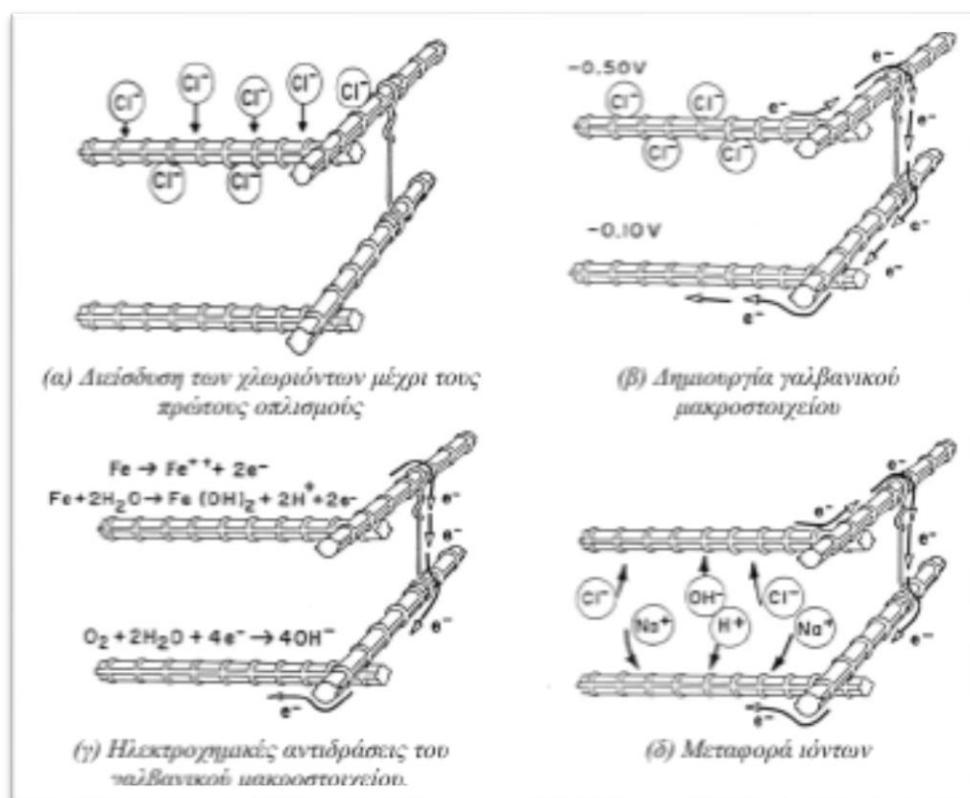 Cl⁻ Cl⁻ Cl⁻ Cl⁻ Cl⁻
Cl⁻ Cl⁻
(α) Διείσδυση των χλωριόντων μέχρι τους
πρώτους οπλισμούς
-0.50V
Cl⁻ Cl⁻
Cl⁻ Cl⁻
e⁻ e⁻ e⁻
-0.10V
e⁻ e⁻ e⁻
(β) Δημιουργία γαλβανικού
μακροστοιχείου
Fe → Fe⁺⁺ + 2e-
Fe+2H₂O→Fe (OH)₂ + 2H⁺+2e-
e⁻ e⁻
O₂ +2H₂O + 4e⁻ → 4OH⁻
e⁻ e⁻
(γ) Ηλεκτροχημικές αντιδράσεις του
γαλβανικού μακροστοιχείου.
e⁻ e⁻ e⁻
Cl⁻ OH⁻ Cl⁻
Na⁺ H⁺ Na⁺
e⁻ e⁻
(δ) Μεταφορά ιόντων